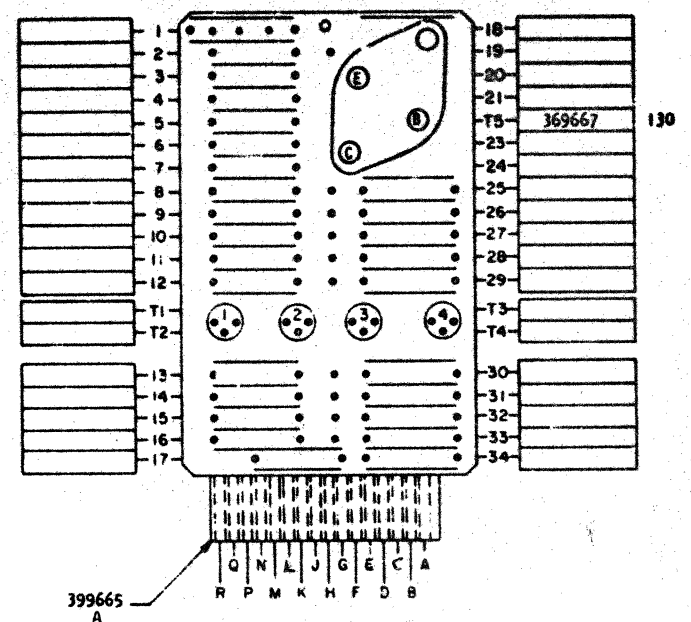 1 18
2 19
3 E 20
4 21
5 B T5 369667 130
6 C 23
7 24
8 25
9 26
10 27
11 28
12 29
T1 1 2 3 4 T3
T2 T4
13 30
14 31
15 32
16 33
17 34
Q N L J G E C A
R P M K H F D B
399665
A